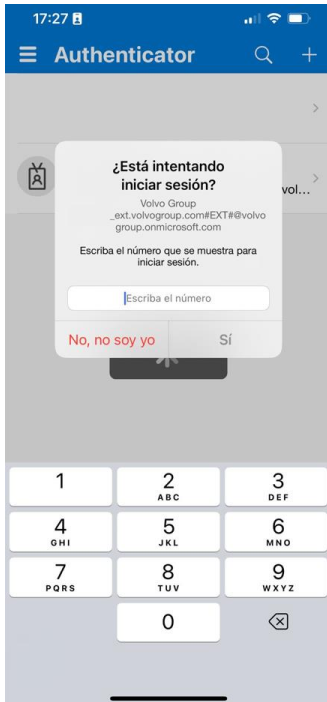 17:27
Authenticator
¿Está intentando
iniciar sesión?
Volvo Group
_ext.volvogroup.com#EXT#@volvo
group.onmicrosoft.com
vol...
Escriba el número que se muestra para
iniciar sesión.
Escriba el número
No, no soy yo
Sí
1
2
ABC
3
DEF
4
GHI
5
JKL
6
MNO
7
PQRS
8
TUV
9
WXYZ
0